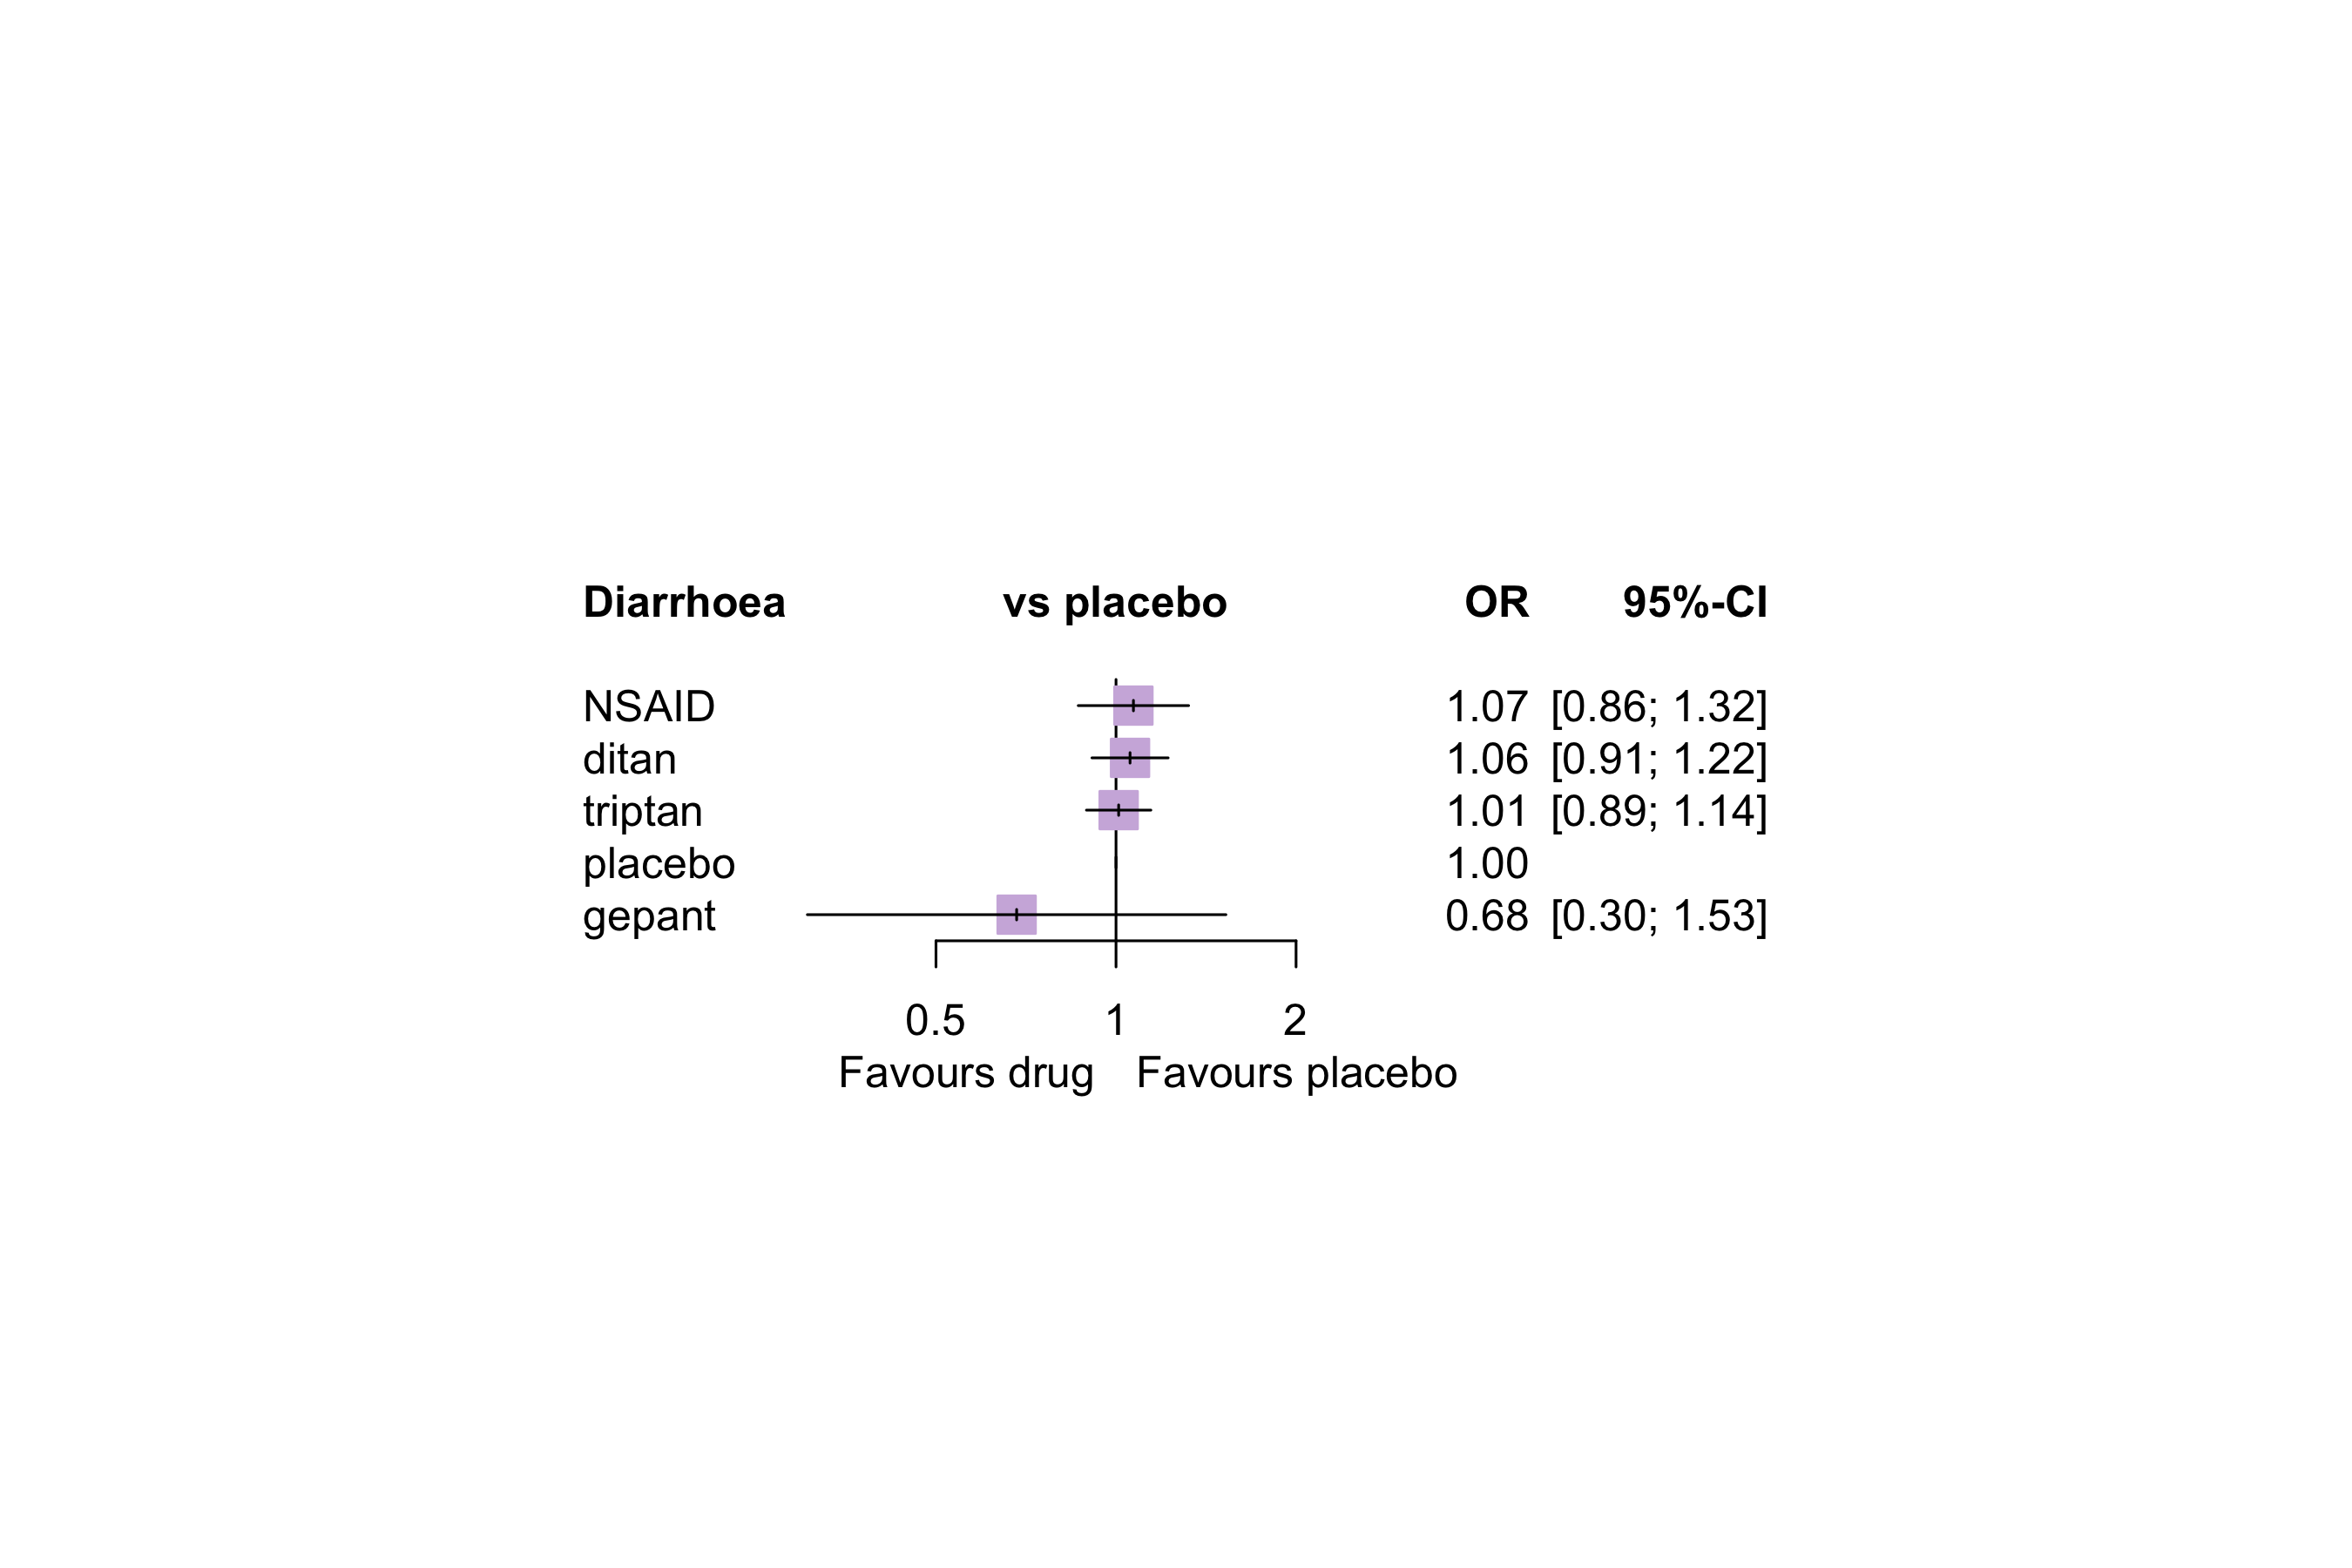 Diarrhoea vs placebo OR 95%-CI
NSAID 1.07 [0.86; 1.32]
ditan 1.06 [0.91; 1.22]
triptan 1.01 [0.89; 1.14]
placebo 1.00
gepant 0.68 [0.30; 1.53]
0.5 1 2
Favours drug Favours placebo